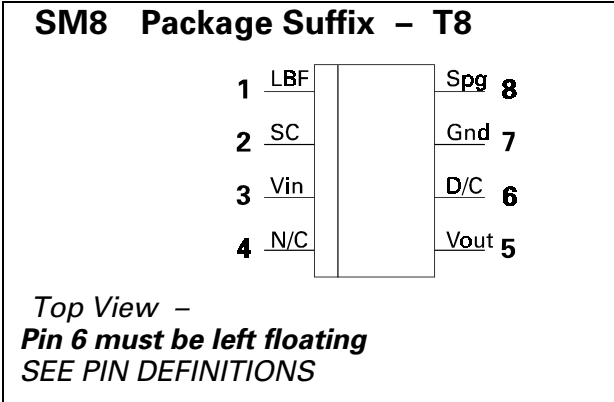 SM8 Package Suffix – T8
1 LBF Spg 8
2 SC Gnd 7
3 Vin D/C 6
4 N/C Vout 5
Top View –
Pin 6 must be left floating
SEE PIN DEFINITIONS